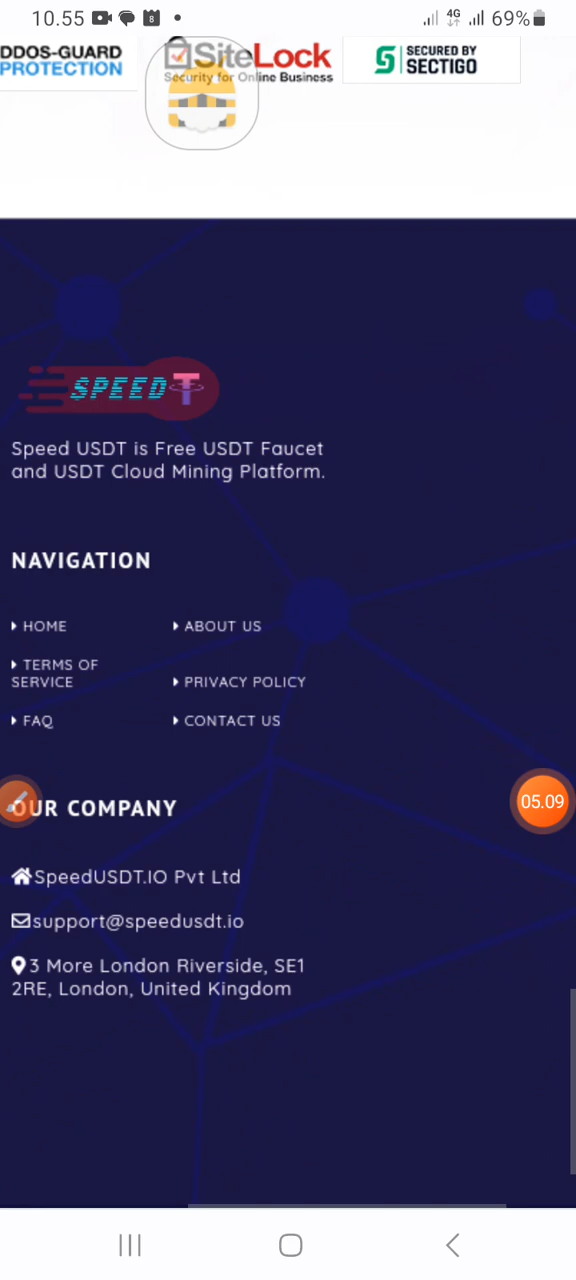 10.55 8 4G 69%
DDOS-GUARD
PROTECTION
SiteLock
Security for Online Business
SECURED BY
SECTIGO
SPEED
Speed USDT is Free USDT Faucet
and USDT Cloud Mining Platform.
NAVIGATION
HOME ABOUT US
TERMS OF
SERVICE PRIVACY POLICY
FAQ CONTACT US
OUR COMPANY
05.09
SpeedUSDT.IO Pvt Ltd
support@speedusdt.io
3 More London Riverside, SE1
2RE, London, United Kingdom